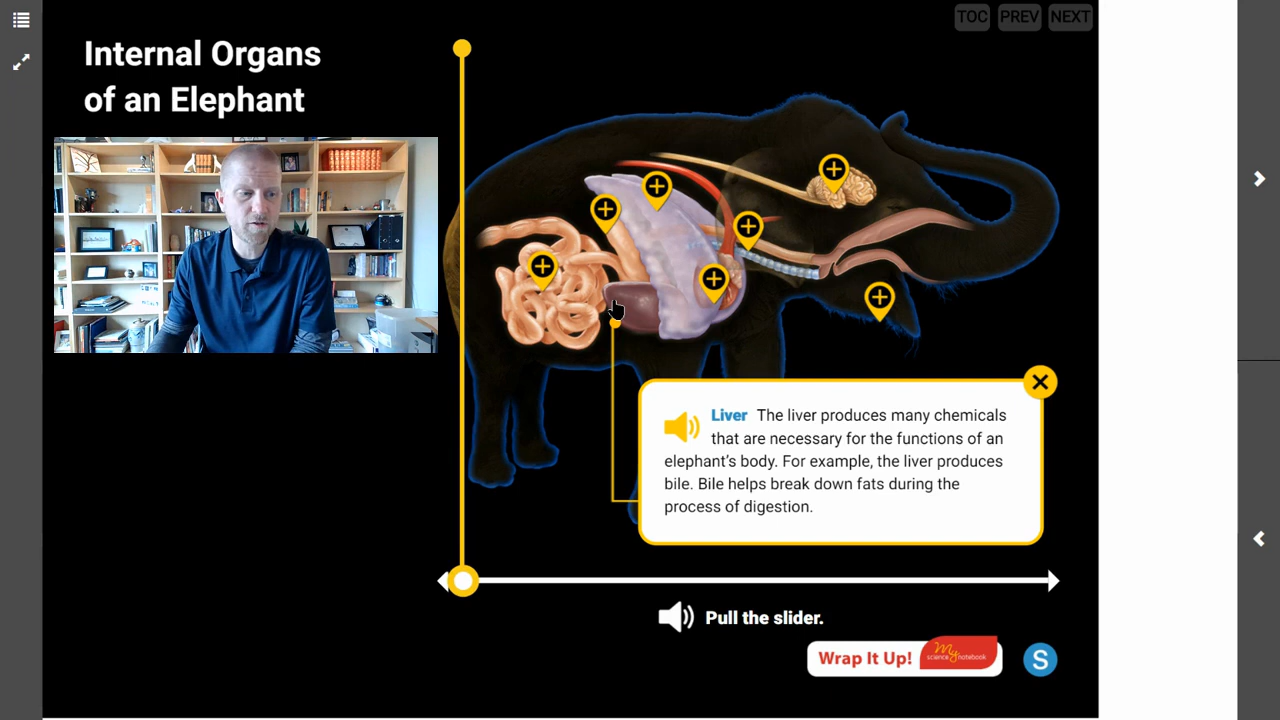 TOC PREV NEXT
Internal Organs
of an Elephant
Liver The liver produces many chemicals
that are necessary for the functions of an
elephant's body. For example, the liver produces
bile. Bile helps break down fats during the
process of digestion.
Pull the slider.
Wrap It Up! My science notebook
S